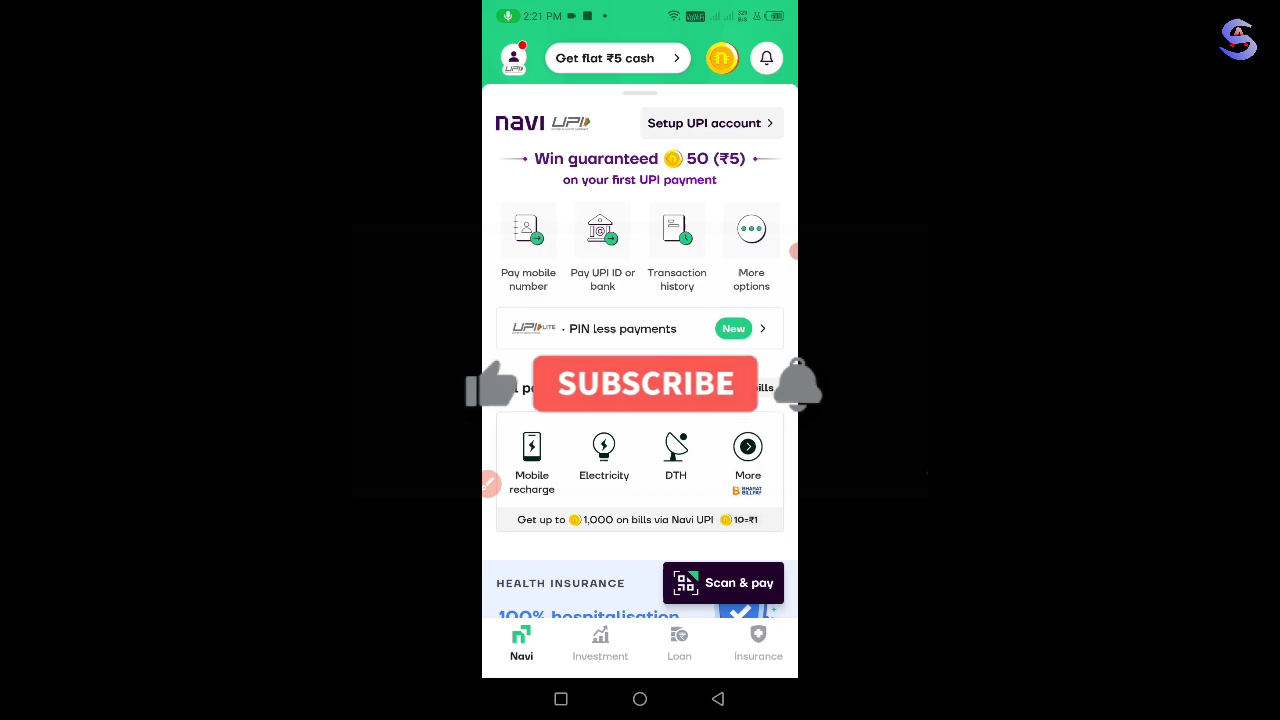 2:21 PM
Get flat ₹5 cash
navi UPI
Setup UPI account
Win guaranteed 50 (₹5)
on your first UPI payment
Pay mobile number
Pay UPI ID or bank
Transaction history
More options
UPI LITE • PIN less payments
New
SUBSCRIBE
bills
Mobile recharge
Electricity
DTH
More
BHARAT BILLPAY
Get up to 1,000 on bills via Navi UPI 10=₹1
HEALTH INSURANCE
Scan & pay
100% hospitalisation
Navi
Investment
Loan
Insurance